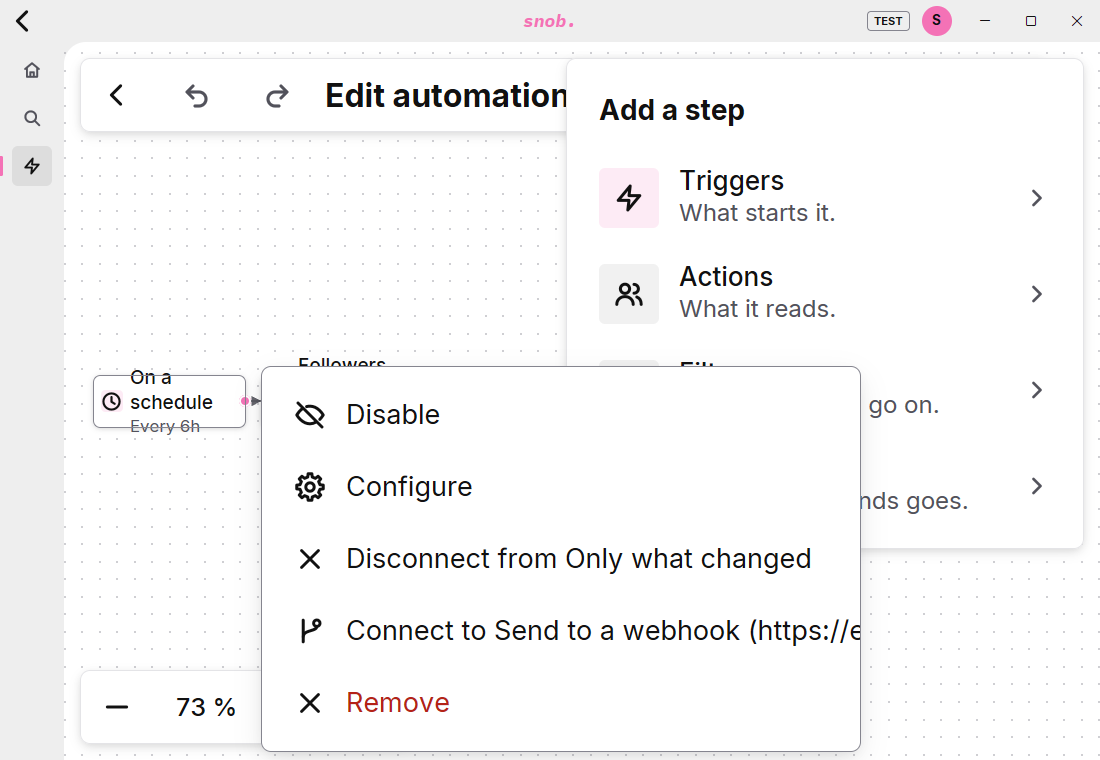 snob.
TEST
S
Edit automation
Add a step
Triggers
What starts it.
Actions
What it reads.
go on.
goes.
On a
schedule
Every 6h
Followers
Disable
Configure
Disconnect from Only what changed
Connect to Send to a webhook (https://e
Remove
73 %